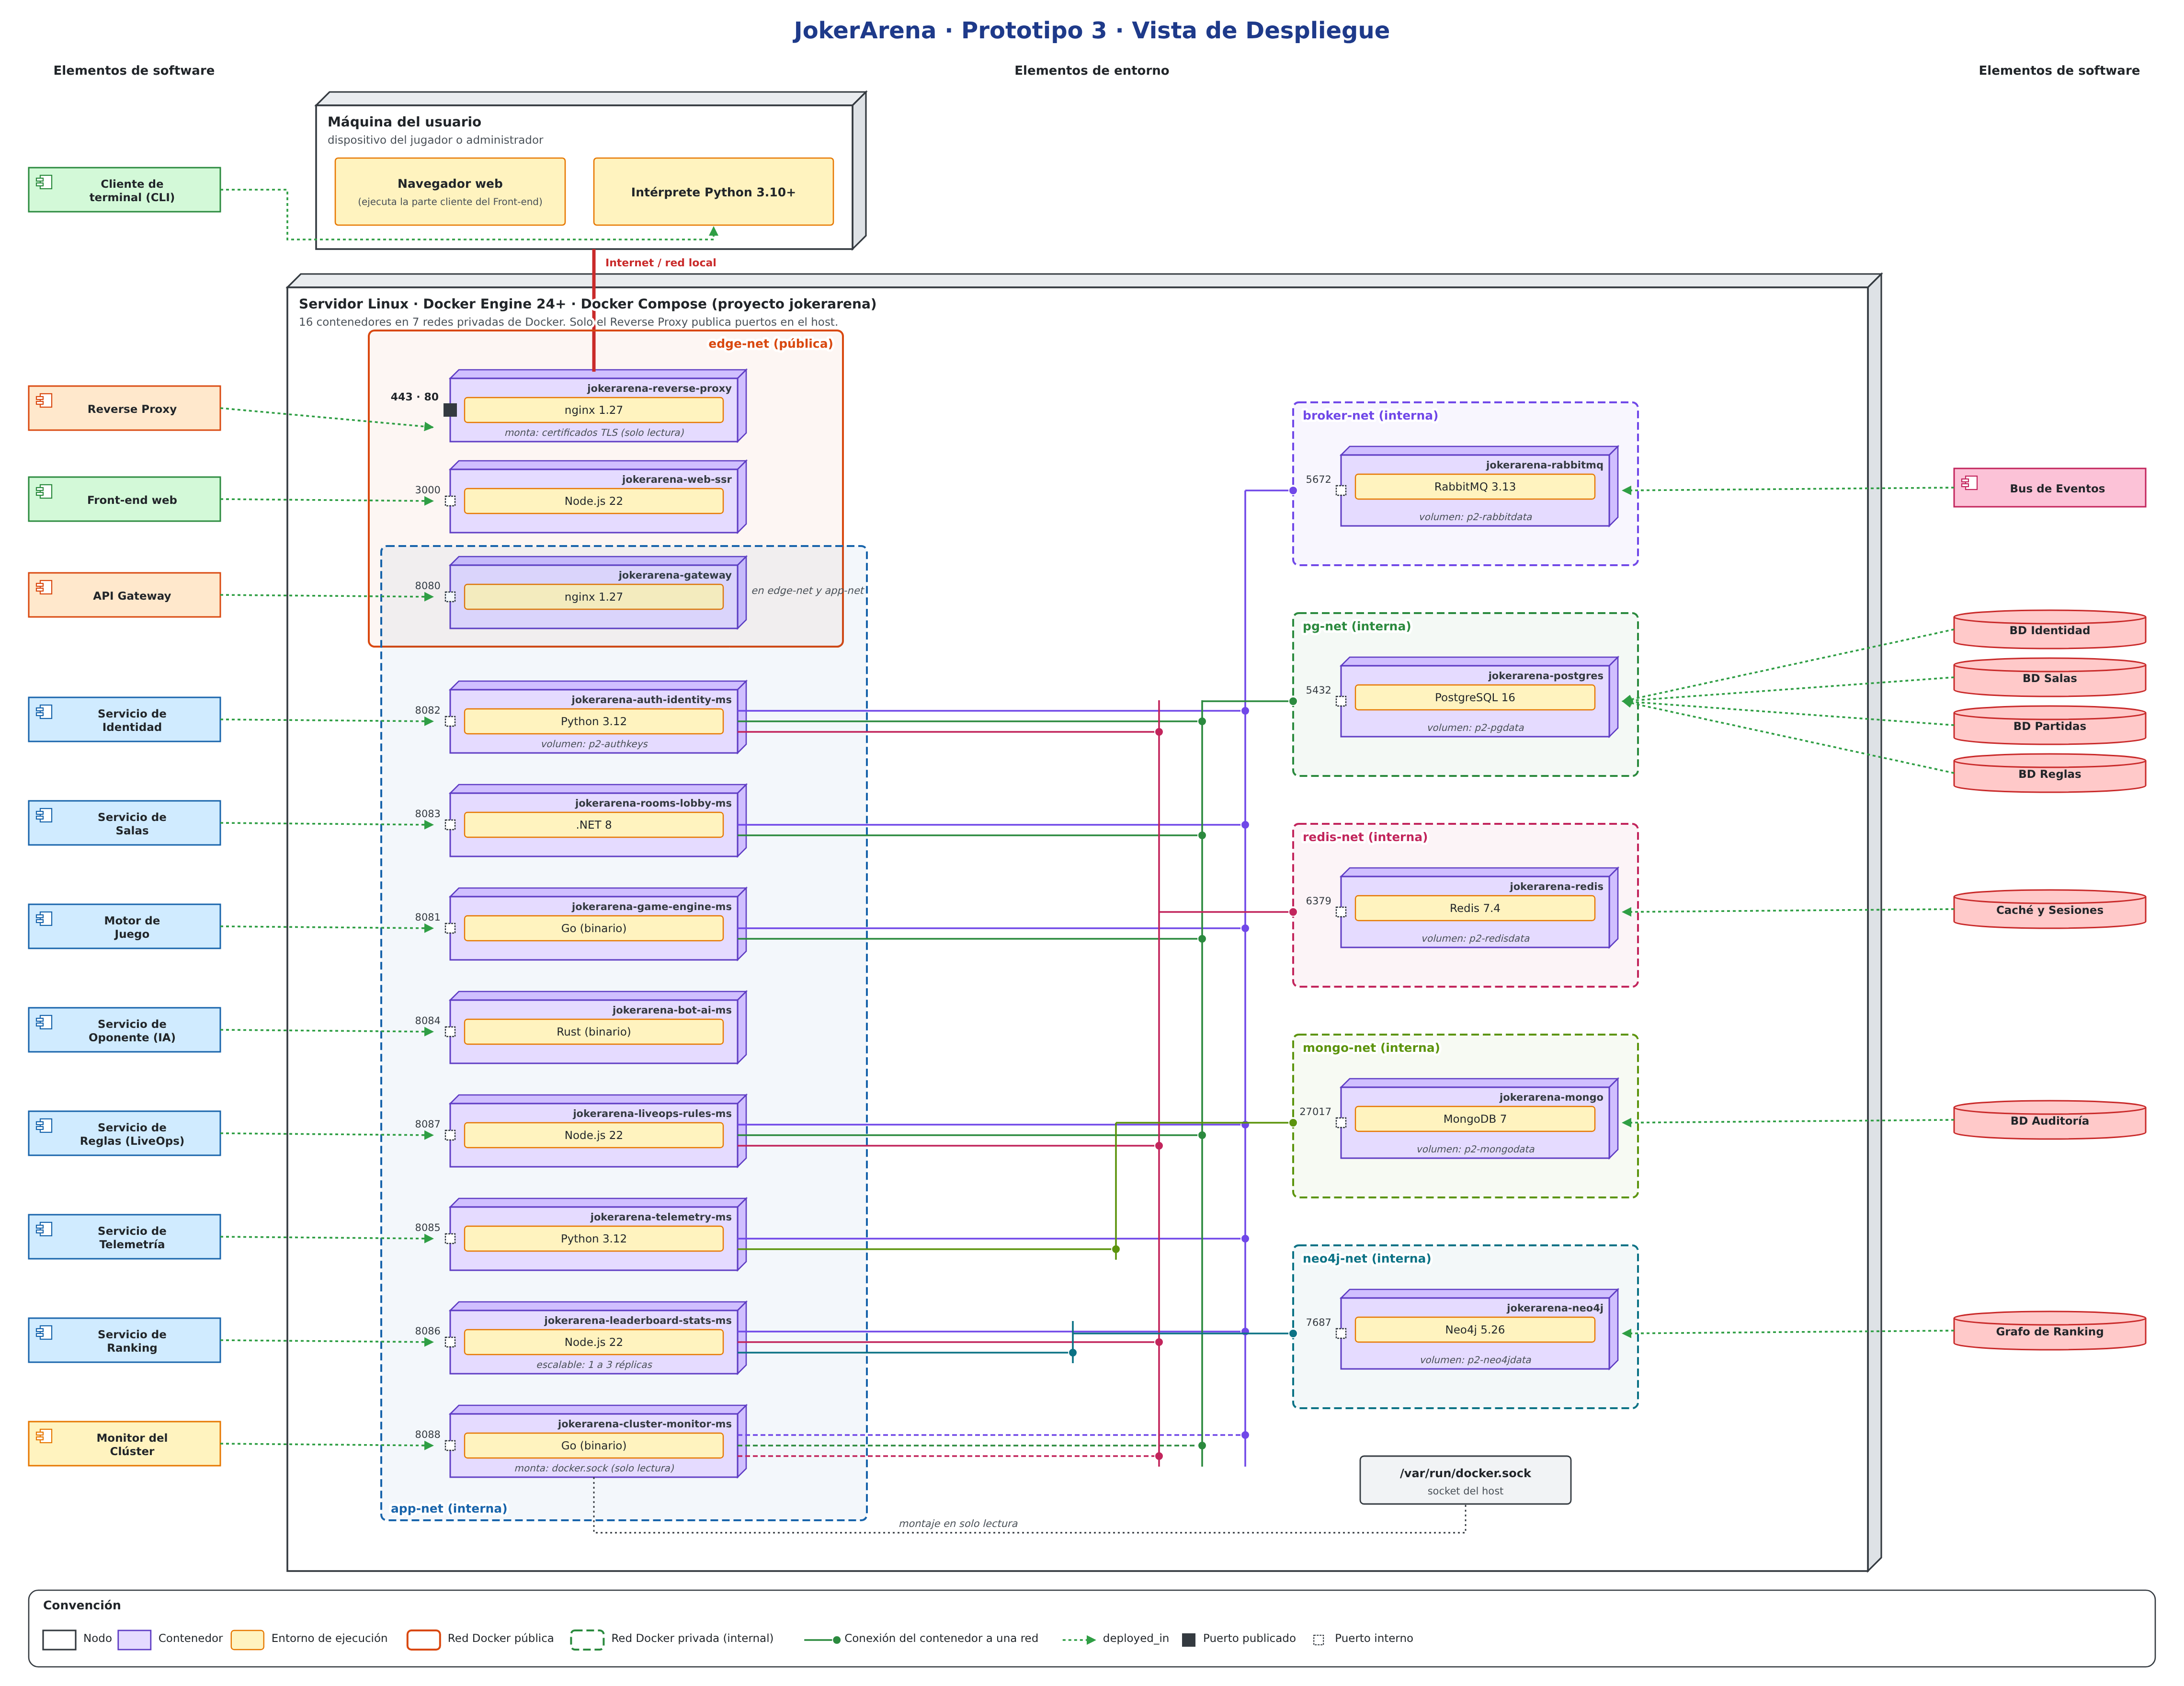 JokerArena · Prototipo 3 · Vista de Despliegue
Elementos de software
Elementos de entorno
Elementos de software
Máquina del usuario
dispositivo del jugador o administrador
Navegador web
(ejecuta la parte cliente del Front-end)
Intérprete Python 3.10+
Cliente de
terminal (CLI)
Internet / red local
Servidor Linux · Docker Engine 24+ · Docker Compose (proyecto jokerarena)
16 contenedores en 7 redes privadas de Docker. Solo el Reverse Proxy publica puertos en el host.
edge-net (pública)
Reverse Proxy
443 · 80
jokerarena-reverse-proxy
nginx 1.27
monta: certificados TLS (solo lectura)
Front-end web
3000
jokerarena-web-ssr
Node.js 22
API Gateway
8080
jokerarena-gateway
nginx 1.27
en edge-net y app-net
Servicio de
Identidad
8082
jokerarena-auth-identity-ms
Python 3.12
volumen: p2-authkeys
Servicio de
Salas
8083
jokerarena-rooms-lobby-ms
.NET 8
Motor de
Juego
8081
jokerarena-game-engine-ms
Go (binario)
Servicio de
Oponente (IA)
8084
jokerarena-bot-ai-ms
Rust (binario)
Servicio de
Reglas (LiveOps)
8087
jokerarena-liveops-rules-ms
Node.js 22
Servicio de
Telemetría
8085
jokerarena-telemetry-ms
Python 3.12
Servicio de
Ranking
8086
jokerarena-leaderboard-stats-ms
Node.js 22
escalable: 1 a 3 réplicas
Monitor del
Clúster
8088
jokerarena-cluster-monitor-ms
Go (binario)
monta: docker.sock (solo lectura)
app-net (interna)
montaje en solo lectura
broker-net (interna)
5672
jokerarena-rabbitmq
RabbitMQ 3.13
volumen: p2-rabbitdata
Bus de Eventos
pg-net (interna)
5432
jokerarena-postgres
PostgreSQL 16
volumen: p2-pgdata
BD Identidad
BD Salas
BD Partidas
BD Reglas
redis-net (interna)
6379
jokerarena-redis
Redis 7.4
volumen: p2-redisdata
Caché y Sesiones
mongo-net (interna)
27017
jokerarena-mongo
MongoDB 7
volumen: p2-mongodata
BD Auditoría
neo4j-net (interna)
7687
jokerarena-neo4j
Neo4j 5.26
volumen: p2-neo4jdata
Grafo de Ranking
/var/run/docker.sock
socket del host
Convención
Nodo
Contenedor
Entorno de ejecución
Red Docker pública
Red Docker privada (internal)
Conexión del contenedor a una red
deployed_in
Puerto publicado
Puerto interno